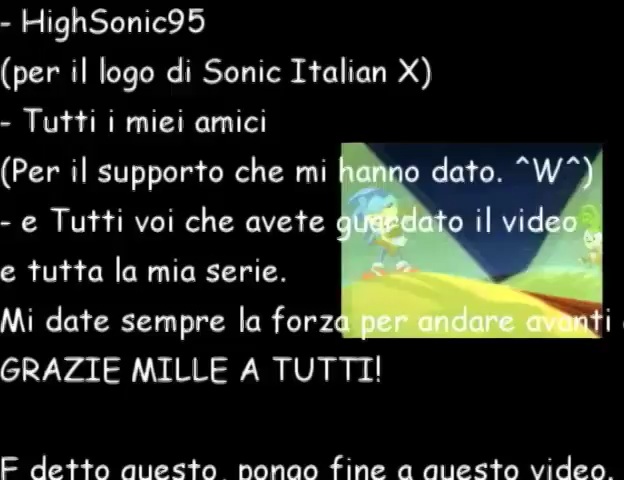 - HighSonic95
(per il logo di Sonic Italian X)
- Tutti i miei amici
(Per il supporto che mi hanno dato. ^W^)
- e Tutti voi che avete guardato il video
e tutta la mia serie.
Mi date sempre la forza per andare avanti
GRAZIE MILLE A TUTTI!
E detto questo, pongo fine a questo video.